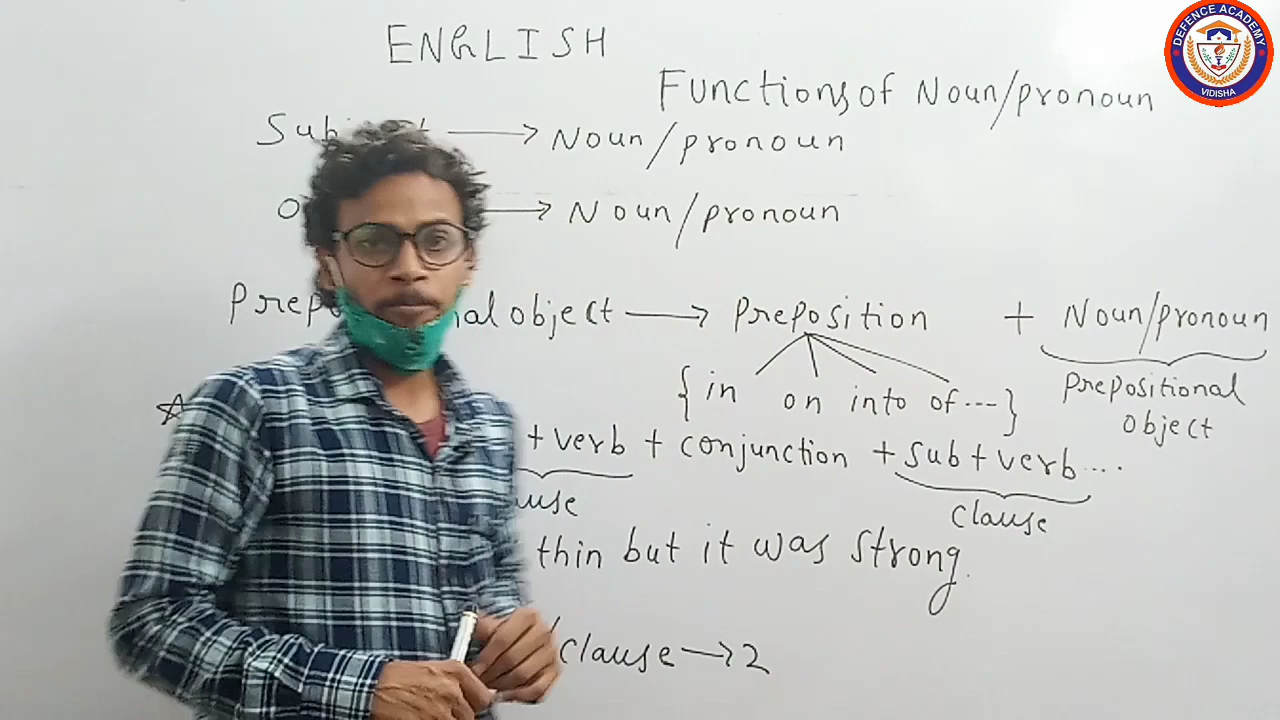 ENGLISH
Functions of Noun/pronoun
→ Noun/pronoun
→ Noun/pronoun
object → Preposition + Noun/pronoun
{in on into of ---} Prepositional
object
+ verb + conjunction + sub + verb ....
clause
thin but it was strong.
clause → 2
DEFENCE ACADEMY
VIDISHA